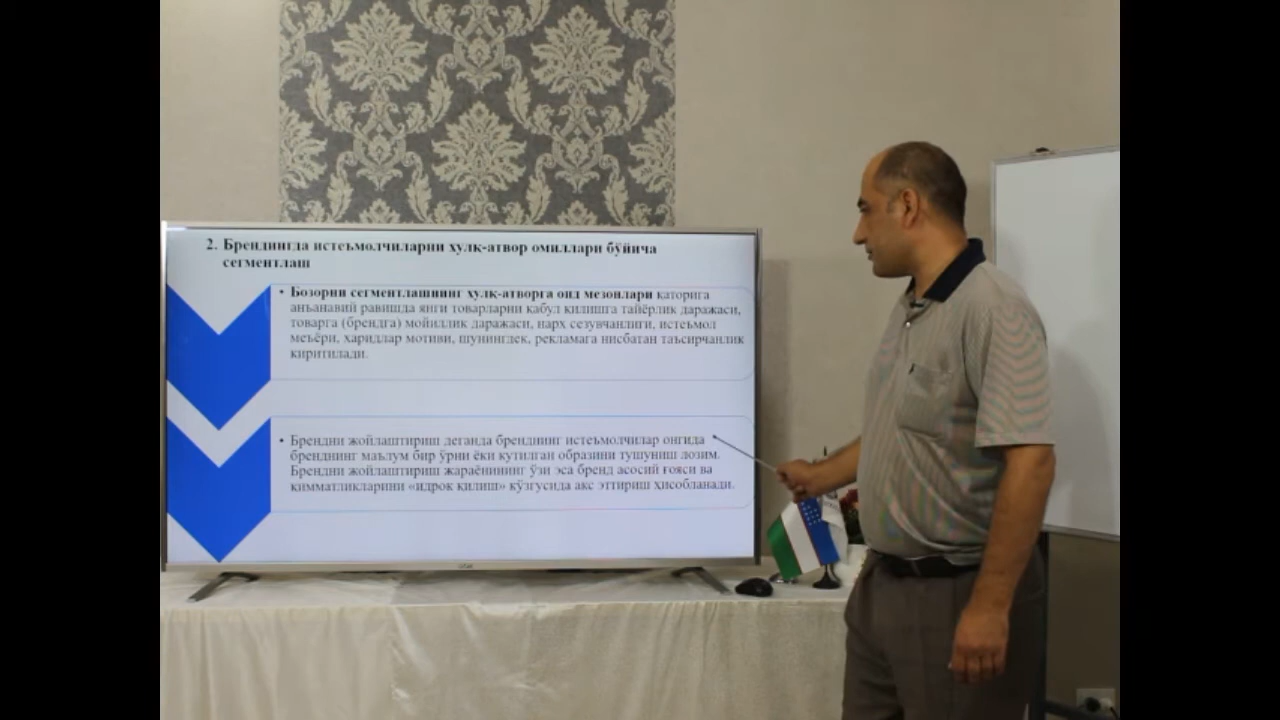 2. Брендингда истеъмолчиларни хулқ-атвор омиллари бўйича
сегментлаш
• Бозорни сегментлашнинг хулқ-атворга оид мезонлари қаторига
анъанавий равишда янги товарларни қабул қилишга тайёрлик даражаси,
товарга (брендга) мойиллик даражаси, нарх сезувчанлиги, истеъмол
меъёри, харидлар мотиви, шунингдек, рекламага нисбатан таъсирчанлик
киритилади.
• Брендни жойлаштириш деганда бренднинг истеъмолчилар онгида
бренднинг маълум бир ўрни ёки кутилган образини тушуниш лозим.
Брендни жойлаштириш жараёнининг ўзи эса бренд асосий ғояси ва
қимматликларини «идрок қилиш» кўзгусида акс эттириш ҳисобланади.